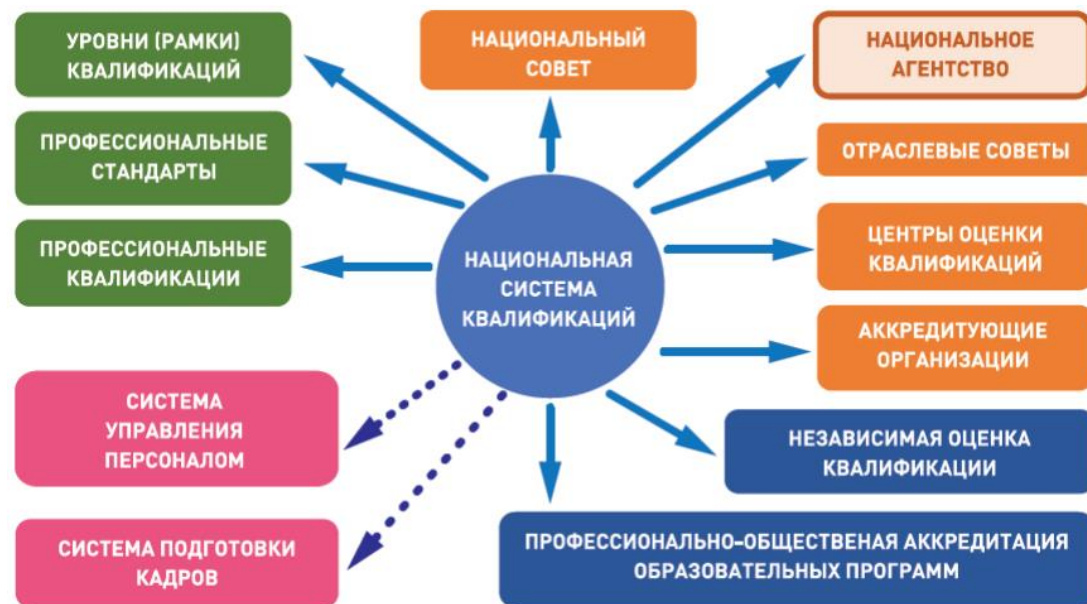 УРОВНИ (РАМКИ)
КВАЛИФИКАЦИЙ
НАЦИОНАЛЬНЫЙ
СОВЕТ
НАЦИОНАЛЬНОЕ
АГЕНТСТВО
ПРОФЕССИОНАЛЬНЫЕ
СТАНДАРТЫ
ОТРАСЛЕВЫЕ СОВЕТЫ
ПРОФЕССИОНАЛЬНЫЕ
КВАЛИФИКАЦИИ
НАЦИОНАЛЬНАЯ
СИСТЕМА
КВАЛИФИКАЦИЙ
ЦЕНТРЫ ОЦЕНКИ
КВАЛИФИКАЦИЙ
АККРЕДИТУЮЩИЕ
ОРГАНИЗАЦИИ
СИСТЕМА
УПРАВЛЕНИЯ
ПЕРСОНАЛОМ
НЕЗАВИСИМАЯ ОЦЕНКА
КВАЛИФИКАЦИИ
СИСТЕМА ПОДГОТОВКИ
КАДРОВ
ПРОФЕССИОНАЛЬНО-ОБЩЕСТВЕНАЯ АККРЕДИТАЦИЯ
ОБРАЗОВАТЕЛЬНЫХ ПРОГРАММ